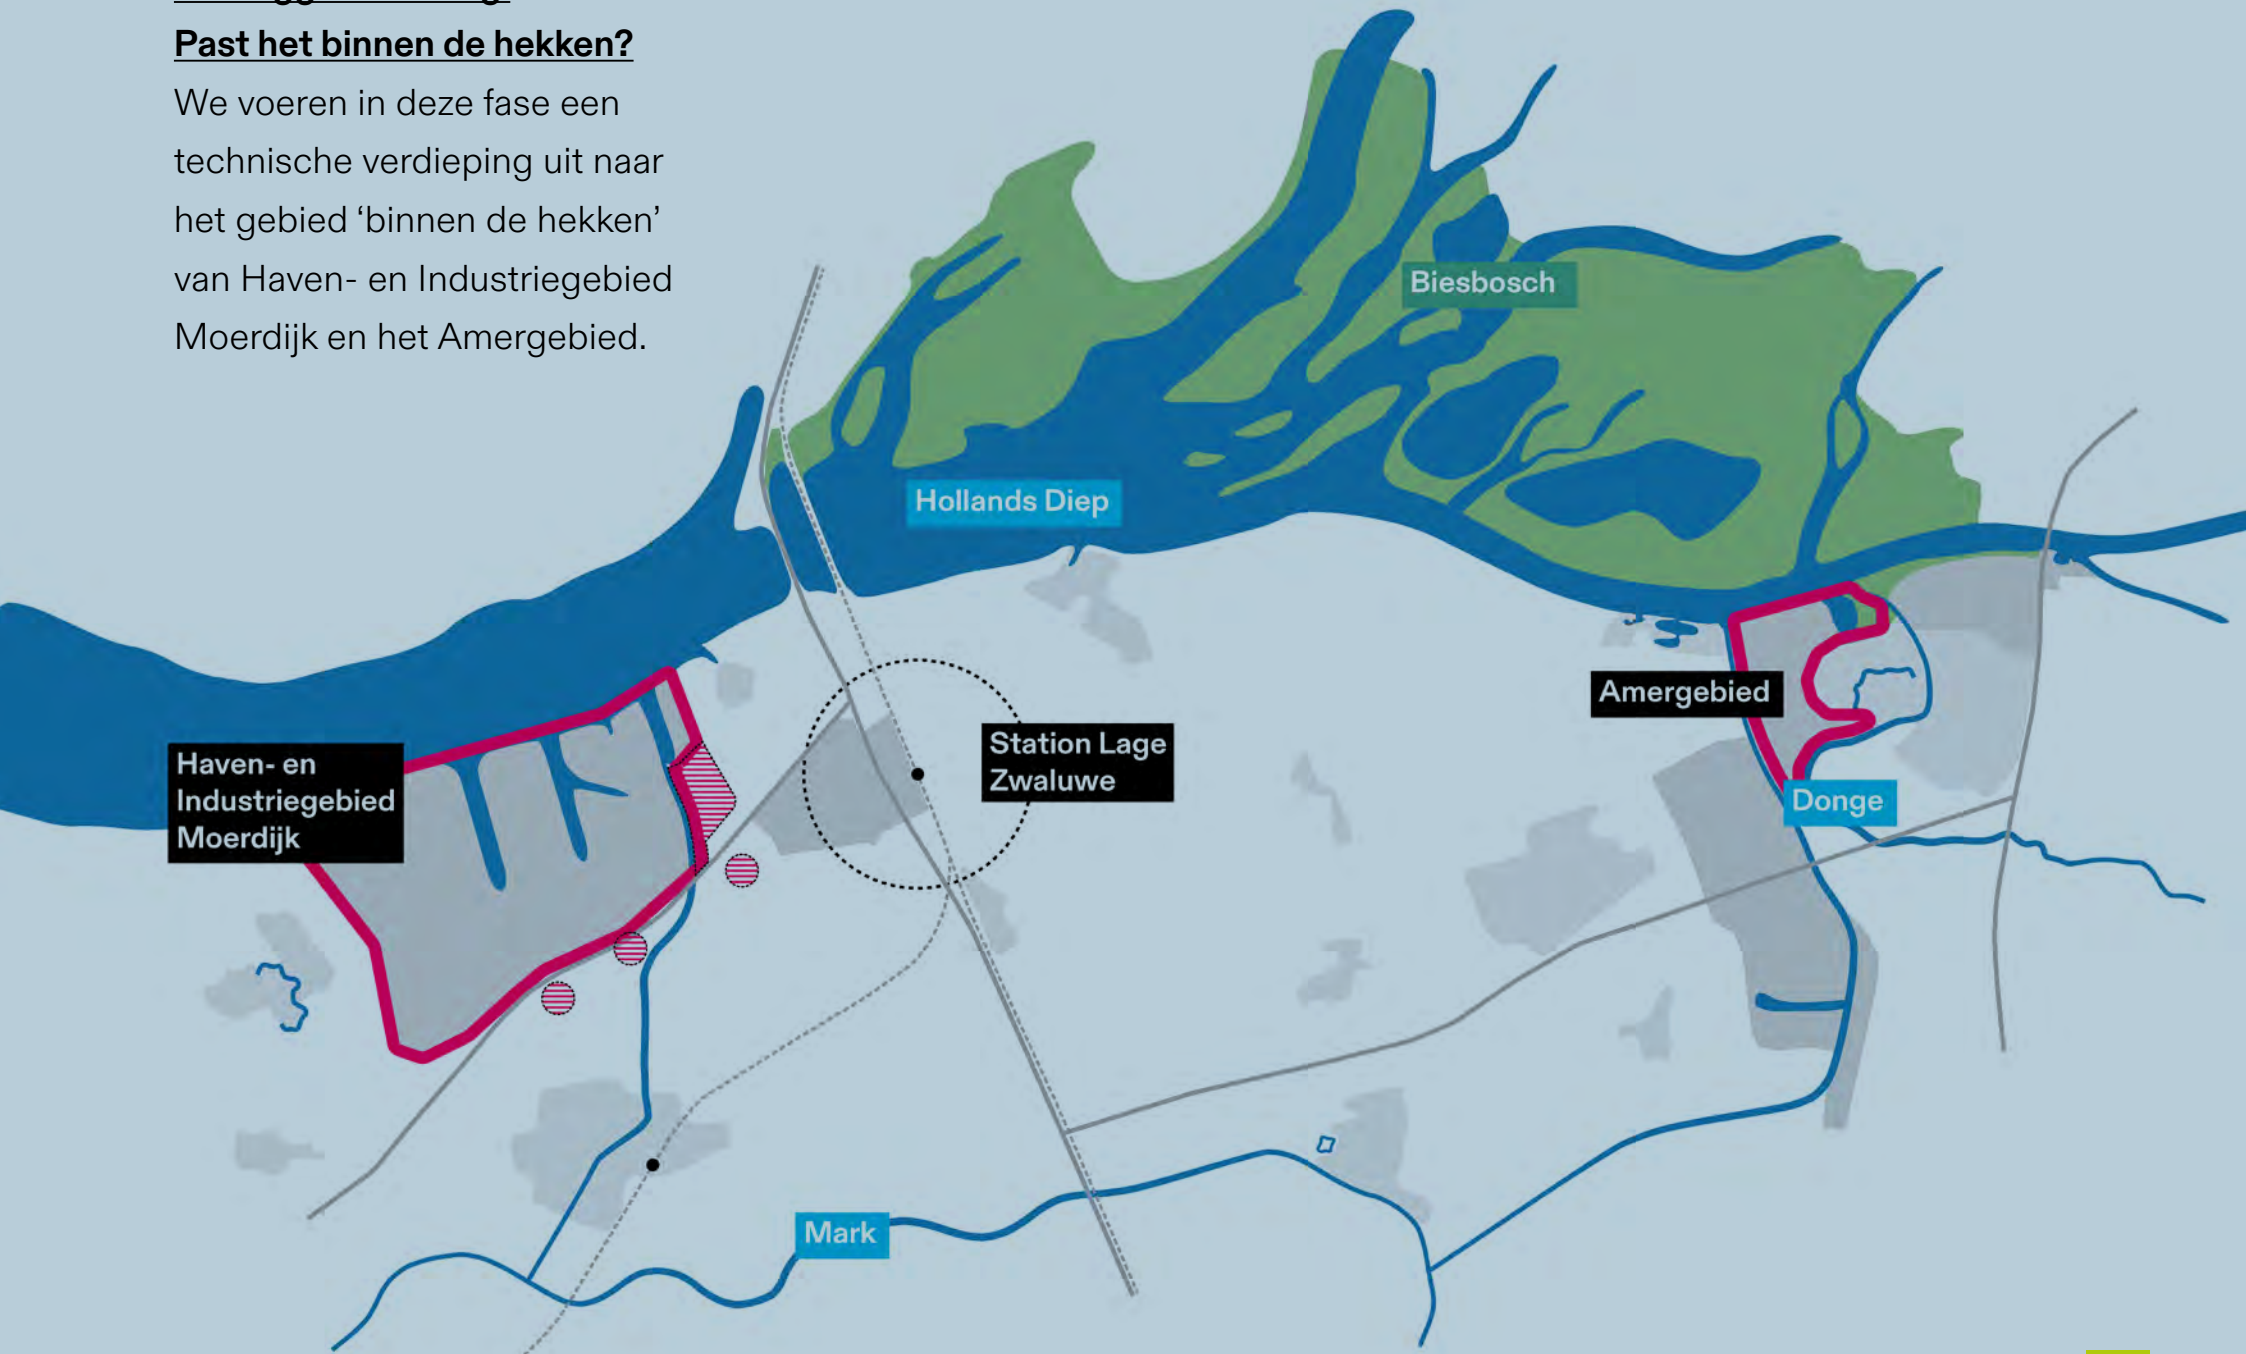 Past het binnen de hekken?
We voeren in deze fase een
technische verdieping uit naar
het gebied ‘binnen de hekken’
van Haven- en Industriegebied
Moerdijk en het Amergebied.
Biesbosch
Hollands Diep
Amergebied
Station Lage
Zwaluwe
Haven- en
Industriegebied
Moerdijk
Donge
Mark